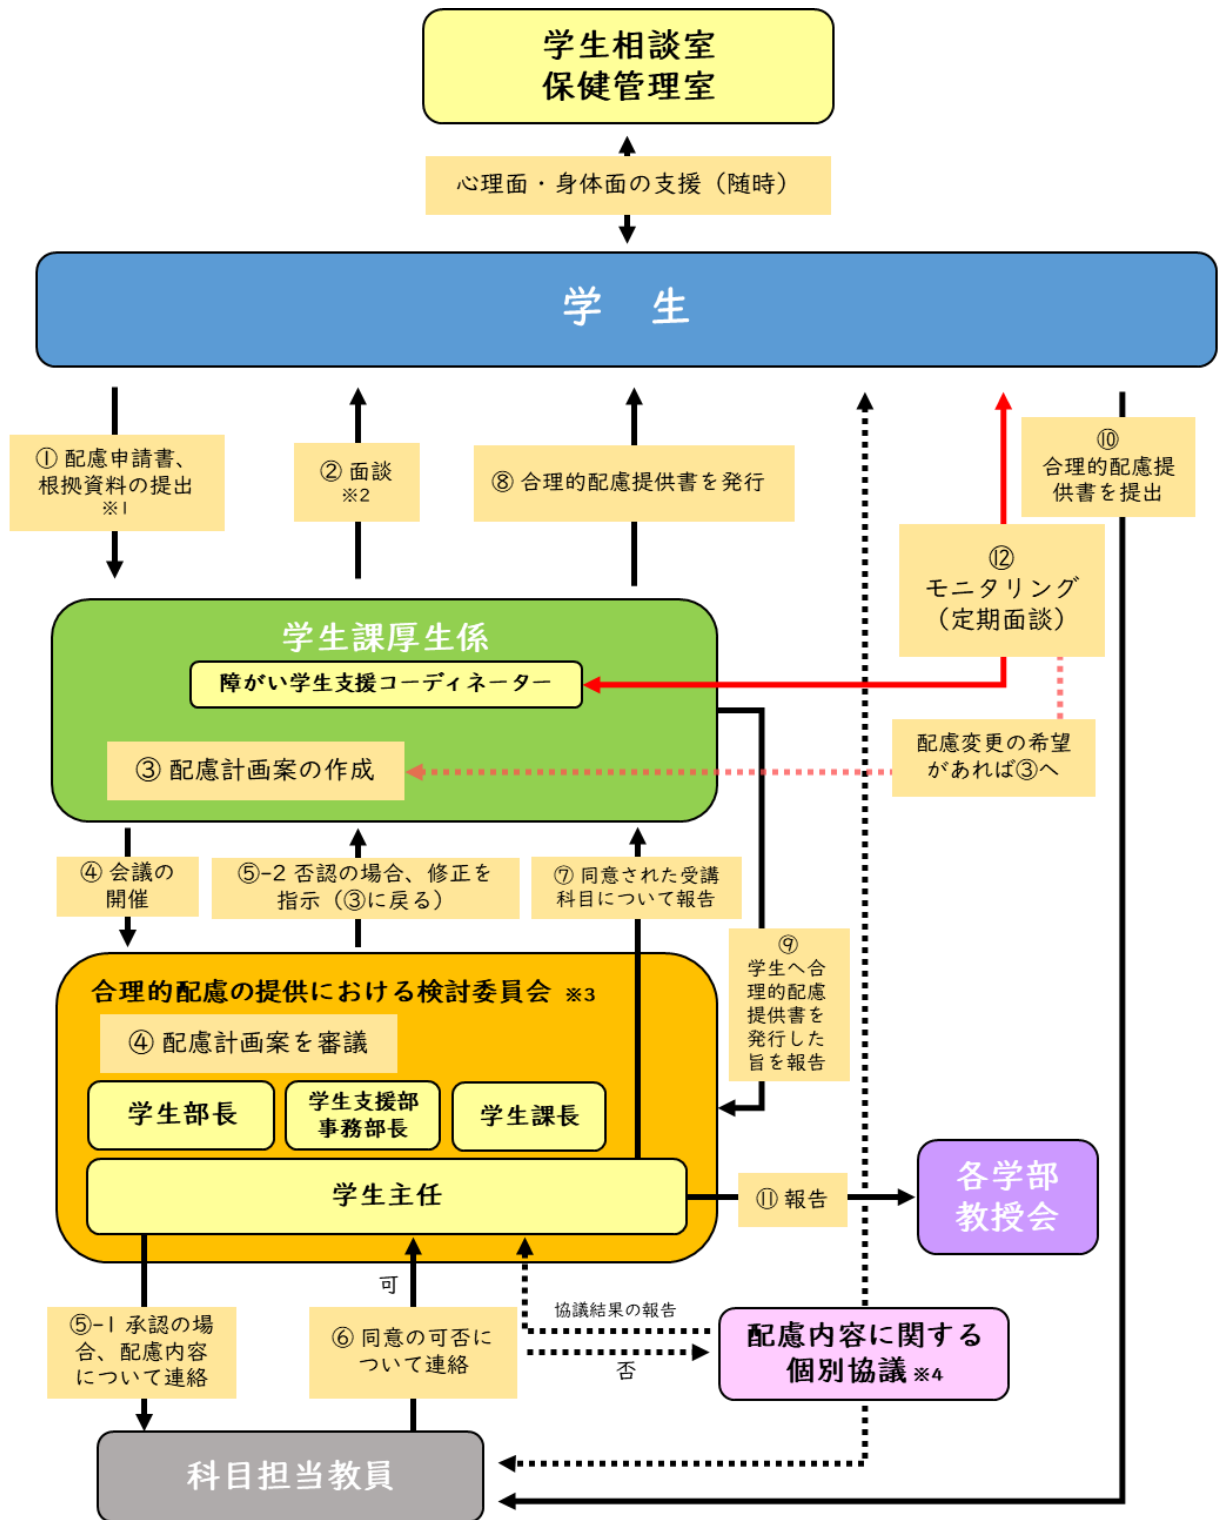 学生相談室
保健管理室
心理面・身体面の支援（随時）
学　生
① 配慮申請書、
根拠資料の提出
※1
② 面談
※2
⑧ 合理的配慮提供書を発行
⑩
合理的配慮提
供書を提出
⑫
モニタリング
（定期面談）
学生課厚生係
障がい学生支援コーディネーター
③ 配慮計画案の作成
配慮変更の希望
があれば③へ
④ 会議の
開催
⑤-2 否認の場合、修正を
指示（③に戻る）
⑦ 同意された受講
科目について報告
⑨
学生へ合
理的配慮
提供書を
発行した
旨を報告
合理的配慮の提供における検討委員会 ※3
④ 配慮計画案を審議
学生部長
学生支援部
事務部長
学生課長
学生主任
⑪ 報告
各学部
教授会
可
⑤-1 承認の場
合、配慮内容
について連絡
⑥ 同意の可否に
ついて連絡
協議結果の報告
否
配慮内容に関する
個別協議 ※4
科目担当教員